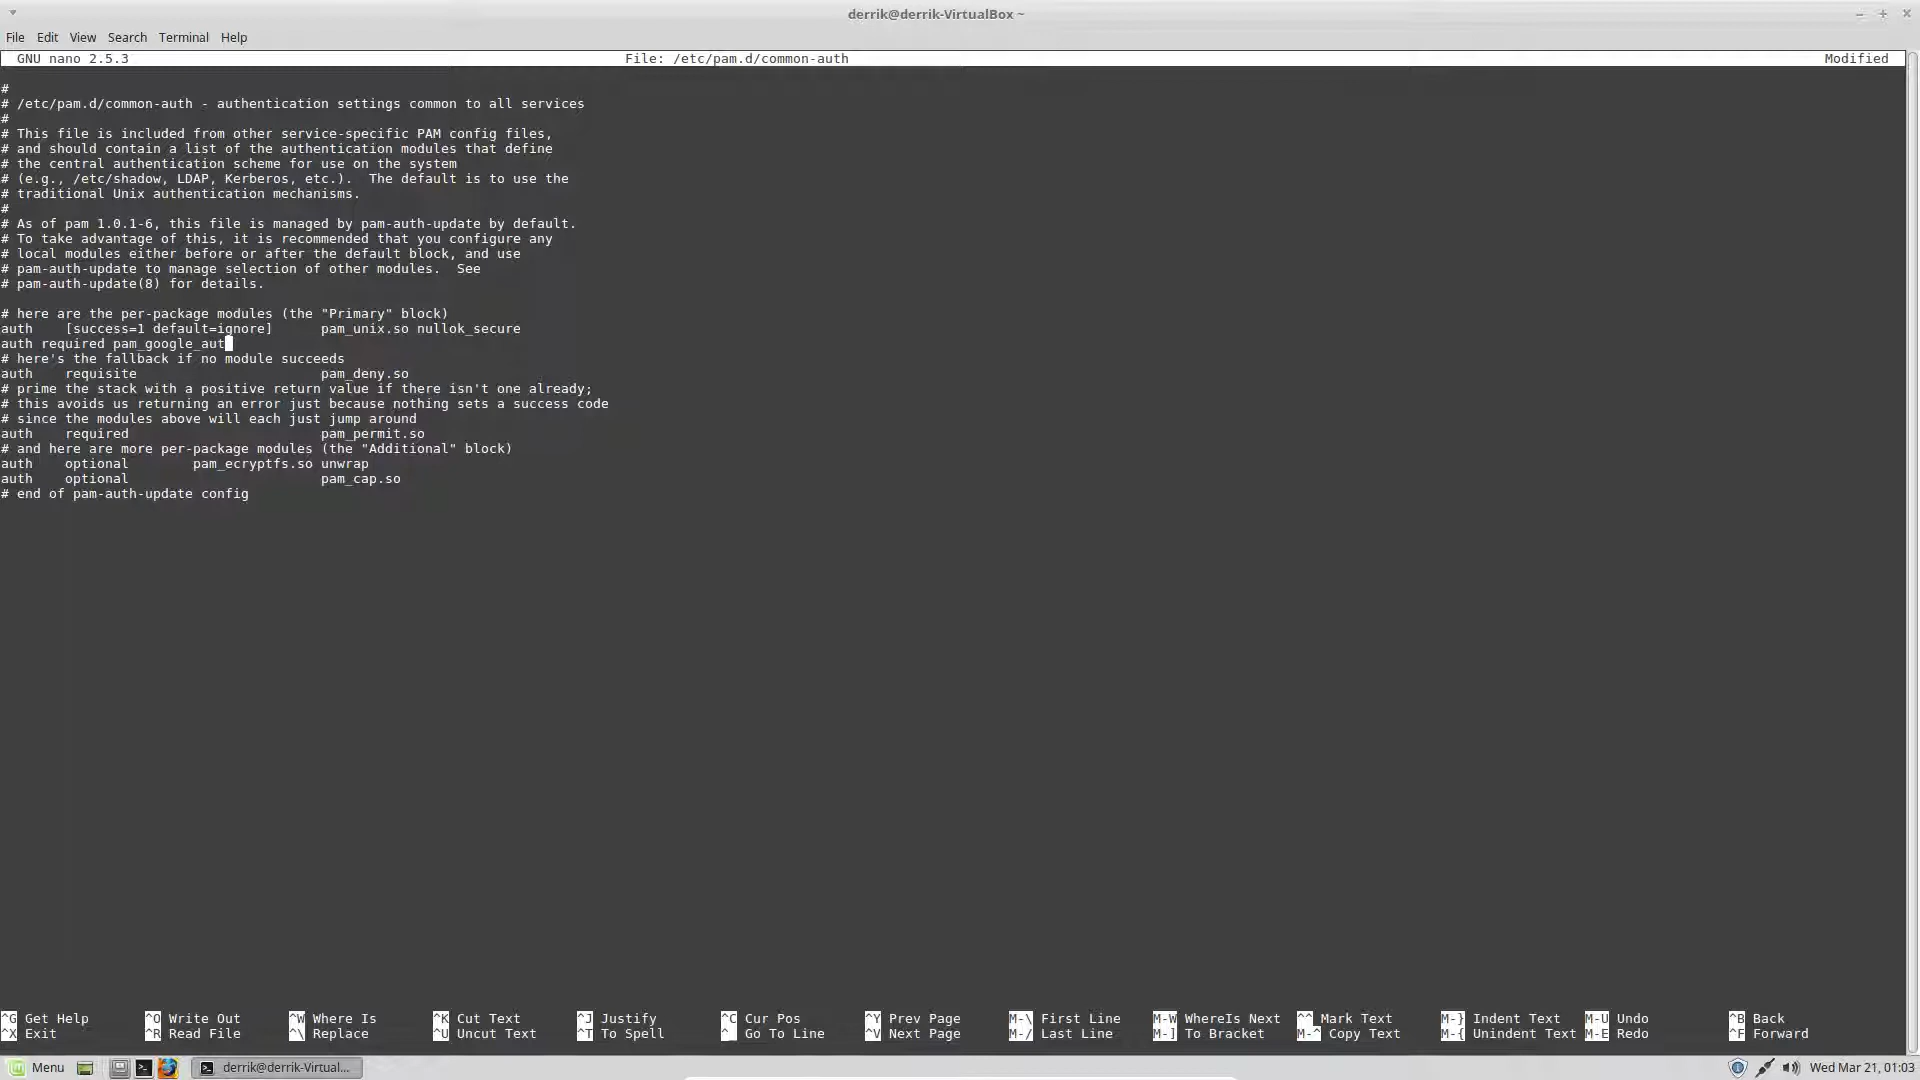 derrik@derrik-VirtualBox ~
File Edit View Search Terminal Help
GNU nano 2.5.3 File: /etc/pam.d/common-auth Modified
#
# /etc/pam.d/common-auth - authentication settings common to all services
#
# This file is included from other service-specific PAM config files,
# and should contain a list of the authentication modules that define
# the central authentication scheme for use on the system
# (e.g., /etc/shadow, LDAP, Kerberos, etc.).  The default is to use the
# traditional Unix authentication mechanisms.
#
# As of pam 1.0.1-6, this file is managed by pam-auth-update by default.
# To take advantage of this, it is recommended that you configure any
# local modules either before or after the default block, and use
# pam-auth-update to manage selection of other modules.  See
# pam-auth-update(8) for details.
# here are the per-package modules (the "Primary" block)
auth    [success=1 default=ignore]      pam_unix.so nullok_secure
auth required pam_google_aut
# here's the fallback if no module succeeds
auth    requisite                       pam_deny.so
# prime the stack with a positive return value if there isn't one already;
# this avoids us returning an error just because nothing sets a success code
# since the modules above will each just jump around
auth    required                        pam_permit.so
# and here are more per-package modules (the "Additional" block)
auth    optional        pam_ecryptfs.so unwrap
auth    optional                        pam_cap.so
# end of pam-auth-update config
^G Get Help ^O Write Out ^W Where Is ^K Cut Text ^J Justify ^C Cur Pos ^Y Prev Page M-\ First Line M-W WhereIs Next ^^ Mark Text M-} Indent Text M-U Undo ^B Back
^X Exit ^R Read File ^\ Replace ^U Uncut Text ^T To Spell ^_ Go To Line ^V Next Page M-/ Last Line M-] To Bracket M-^ Copy Text M-{ Unindent Text M-E Redo ^F Forward
Menu derrik@derrik-Virtual... Wed Mar 21, 01:03